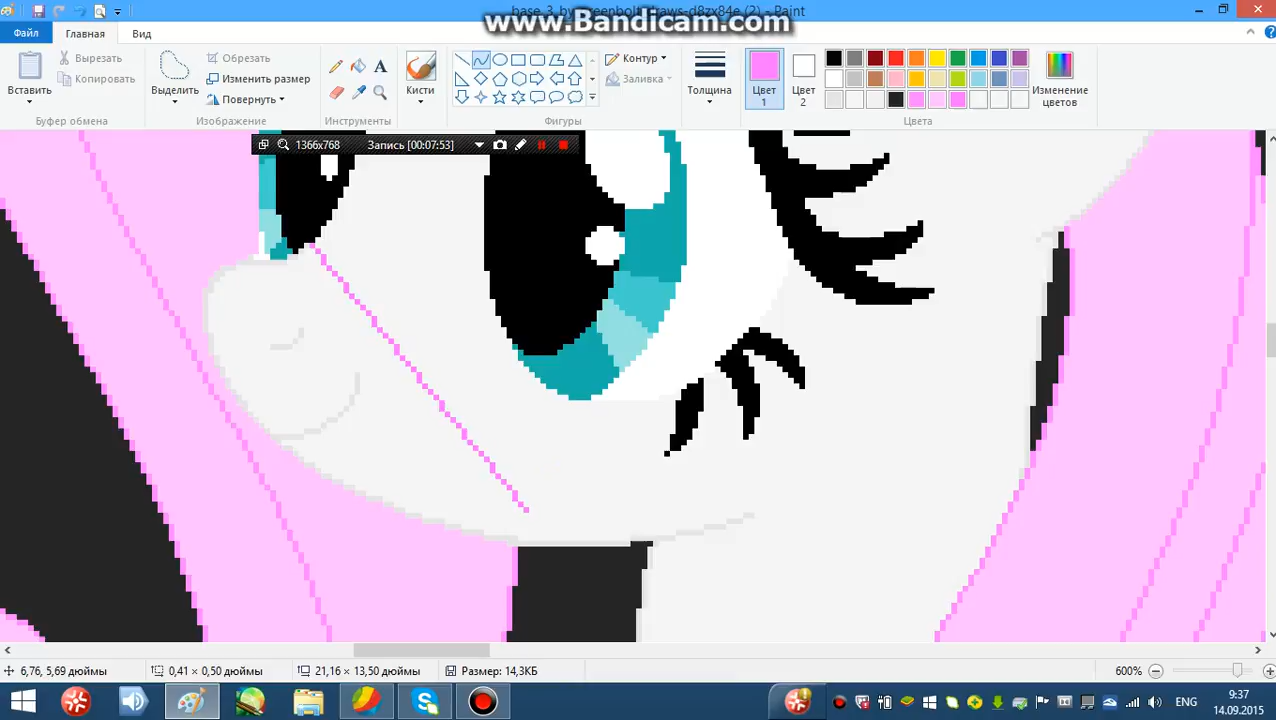 base_3_by_greenbolt_draws-d8zx84e (2) - Paint
www.Bandicam.com
Файл
Главная
Вид
Вставить
Вырезать
Копировать
Буфер обмена
Выделить
Обрезать
Изменить размер
Повернуть
Изображение
A
Инструменты
Кисти
Контур
Заливка
Фигуры
Толщина
Цвет 1
Цвет 2
Изменение цветов
Цвета
1366x768
Запись [00:07:53]
6,76, 5,69 дюймы
0,41 × 0,50 дюймы
21,16 × 13,50 дюймы
Размер: 14,3КБ
600%
ENG
9:37
14.09.2015